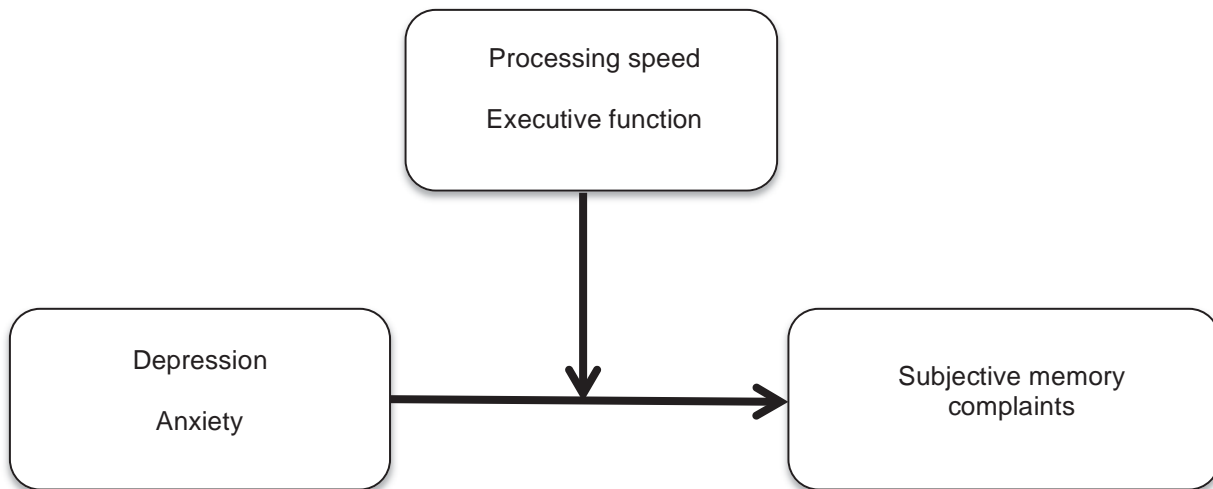 Processing speed
Executive function
Depression
Anxiety
Subjective memory
complaints